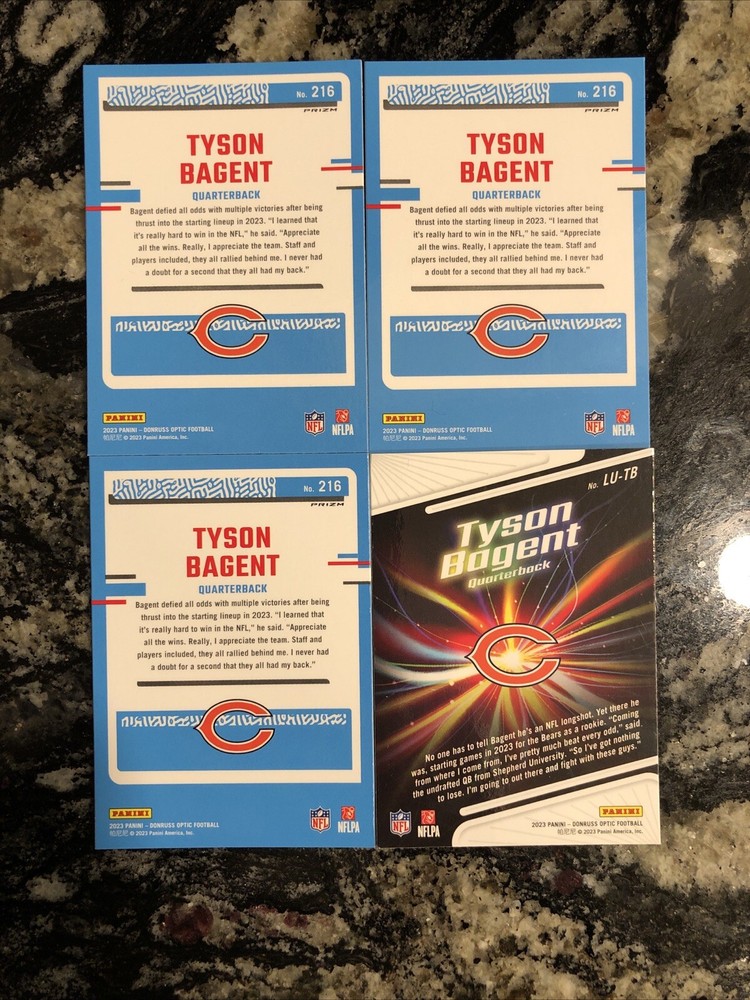 No. 216
PRIZM
TYSON
BAGENT
QUARTERBACK
Bagent defied all odds with multiple victories after being
thrust into the starting lineup in 2023. “I learned that
it’s really hard to win in the NFL,” he said. “Appreciate
all the wins. Really, I appreciate the team. Staff and
players included, they all rallied behind me. I never had
a doubt for a second that they all had my back.”
C
PANINI
2023 PANINI – DONRUSS OPTIC FOOTBALL
帕尼尼 © 2023 Panini America, Inc.
NFL
NFLPA
No. 216
PRIZM
TYSON
BAGENT
QUARTERBACK
Bagent defied all odds with multiple victories after being
thrust into the starting lineup in 2023. “I learned that
it’s really hard to win in the NFL,” he said. “Appreciate
all the wins. Really, I appreciate the team. Staff and
players included, they all rallied behind me. I never had
a doubt for a second that they all had my back.”
C
PANINI
2023 PANINI – DONRUSS OPTIC FOOTBALL
帕尼尼 © 2023 Panini America, Inc.
NFL
NFLPA
No. 216
PRIZM
TYSON
BAGENT
QUARTERBACK
Bagent defied all odds with multiple victories after being
thrust into the starting lineup in 2023. “I learned that
it’s really hard to win in the NFL,” he said. “Appreciate
all the wins. Really, I appreciate the team. Staff and
players included, they all rallied behind me. I never had
a doubt for a second that they all had my back.”
C
PANINI
2023 PANINI – DONRUSS OPTIC FOOTBALL
帕尼尼 © 2023 Panini America, Inc.
NFL
NFLPA
No. LU-TB
Tyson
Bagent
Quarterback
C
No one has to tell Bagent he’s an NFL longshot. Yet there he
was, starting games in 2023 for the Bears as a rookie. “Coming
from where I come from, I’ve pretty much beat every odd,” said
the undrafted QB from Shepherd University. “So I’ve got nothing
to lose. I’m going to out there and fight with these guys.”
NFL
NFLPA
PANINI
2023 PANINI – DONRUSS OPTIC FOOTBALL
帕尼尼 © 2023 Panini America, Inc.